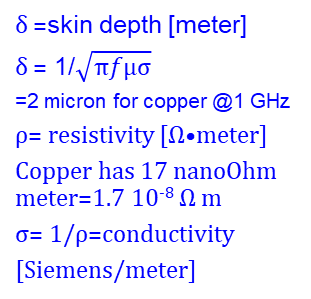 δ =skin depth [meter]
δ = 1/√πƒμσ
=2 micron for copper @1 GHz
ρ= resistivity [Ω•meter]
Copper has 17 nanoOhm
meter=1.7 10⁻⁸ Ω m
σ= 1/ρ=conductivity
[Siemens/meter]